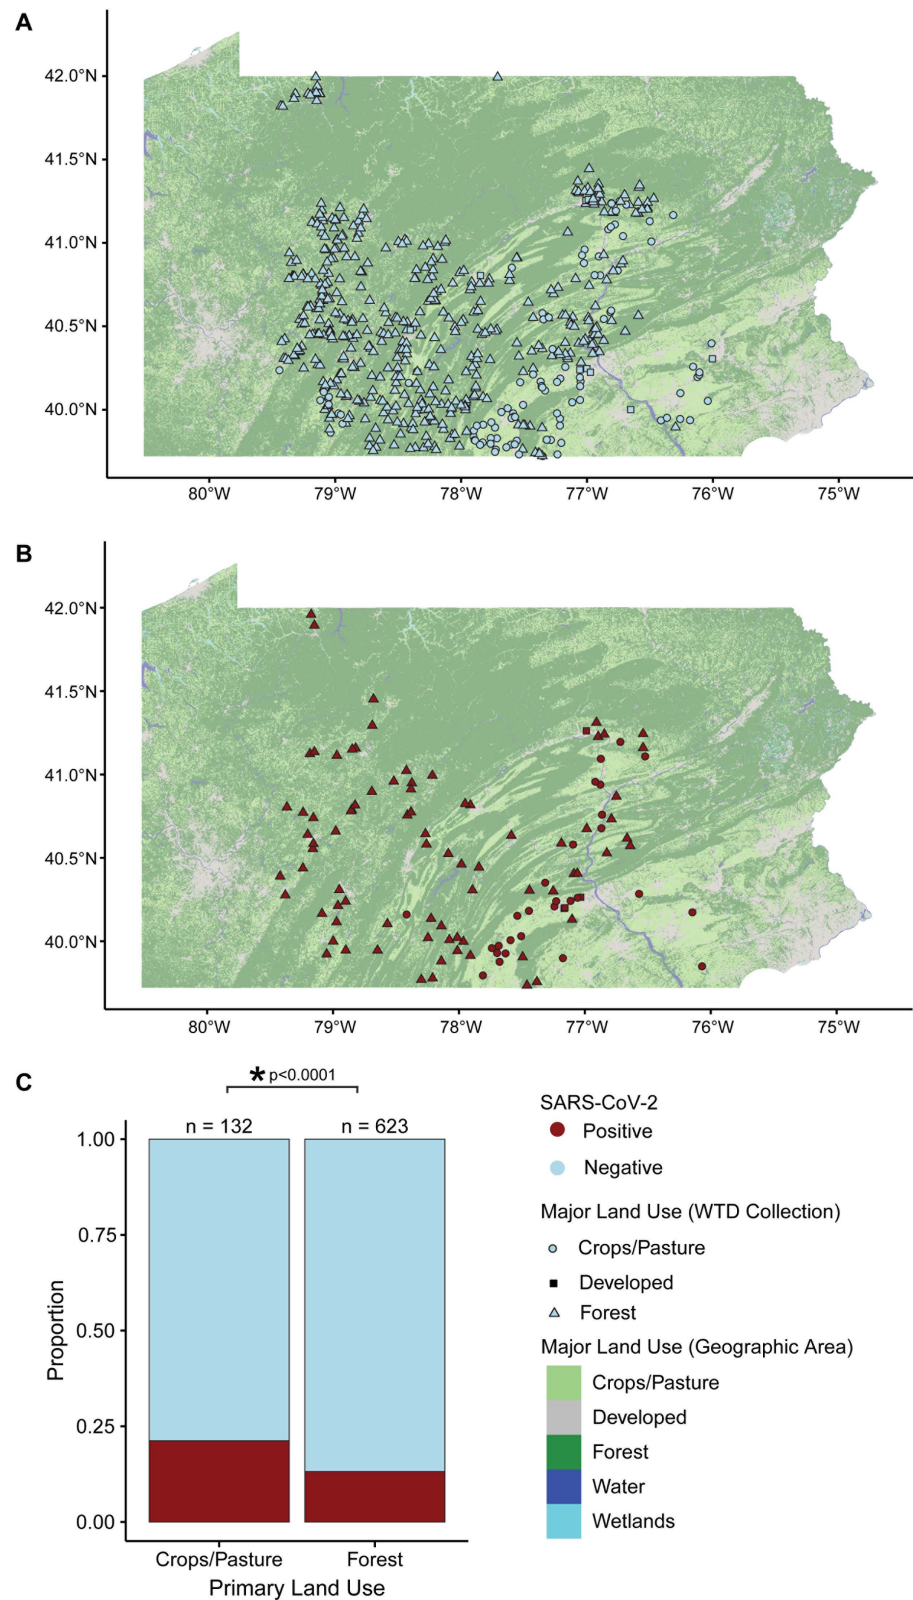 A
42.0°N
41.5°N
41.0°N
40.5°N
40.0°N
80°W 79°W 78°W 77°W 76°W 75°W
B
42.0°N
41.5°N
41.0°N
40.5°N
40.0°N
80°W 79°W 78°W 77°W 76°W 75°W
C
* p<0.0001
n = 132 n = 623
1.00
0.75
0.50
0.25
0.00
Proportion
Crops/Pasture Forest
Primary Land Use
SARS-CoV-2
Positive
Negative
Major Land Use (WTD Collection)
Crops/Pasture
Developed
Forest
Major Land Use (Geographic Area)
Crops/Pasture
Developed
Forest
Water
Wetlands